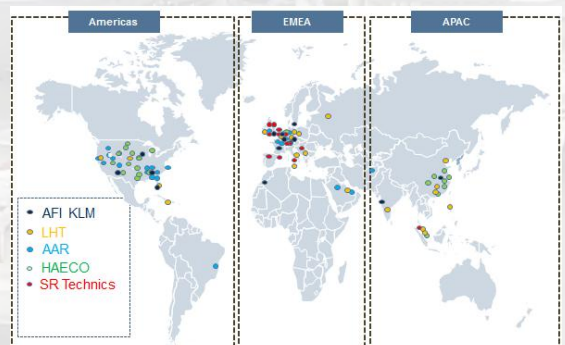 Americas
EMEA
APAC
AFI KLM
LHT
AAR
HAECO
SR Technics